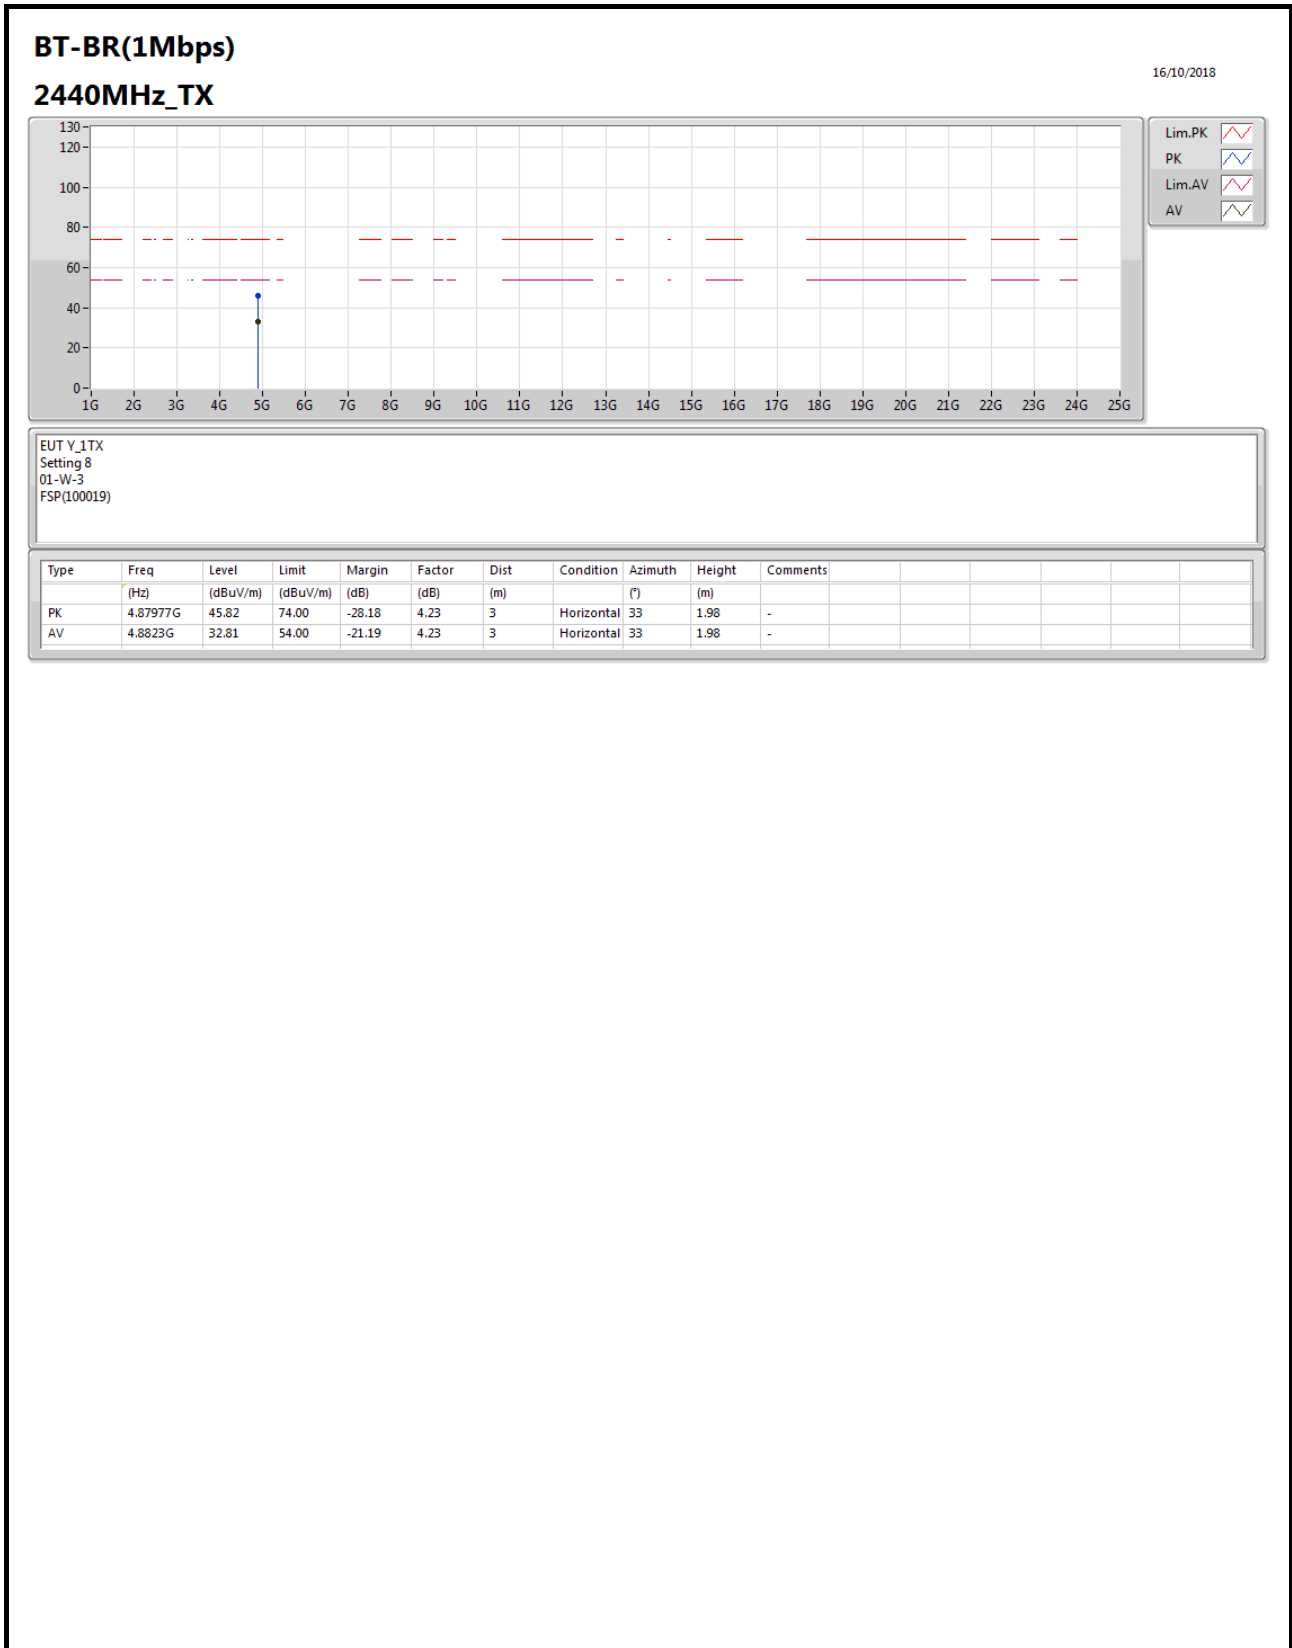 BT-BR(1Mbps)
16/10/2018
2440MHz_TX
130
120
100
80
60
40
20
0
1G 2G 3G 4G 5G 6G 7G 8G 9G 10G 11G 12G 13G 14G 15G 16G 17G 18G 19G 20G 21G 22G 23G 24G 25G
Lim.PK
PK
Lim.AV
AV
EUT Y_1TX
Setting 8
01-W-3
FSP(100019)
Type Freq Level Limit Margin Factor Dist Condition Azimuth Height Comments
(Hz) (dBuV/m) (dBuV/m) (dB) (dB) (m) (°) (m)
PK 4.87977G 45.82 74.00 -28.18 4.23 3 Horizontal 33 1.98 -
AV 4.8823G 32.81 54.00 -21.19 4.23 3 Horizontal 33 1.98 -